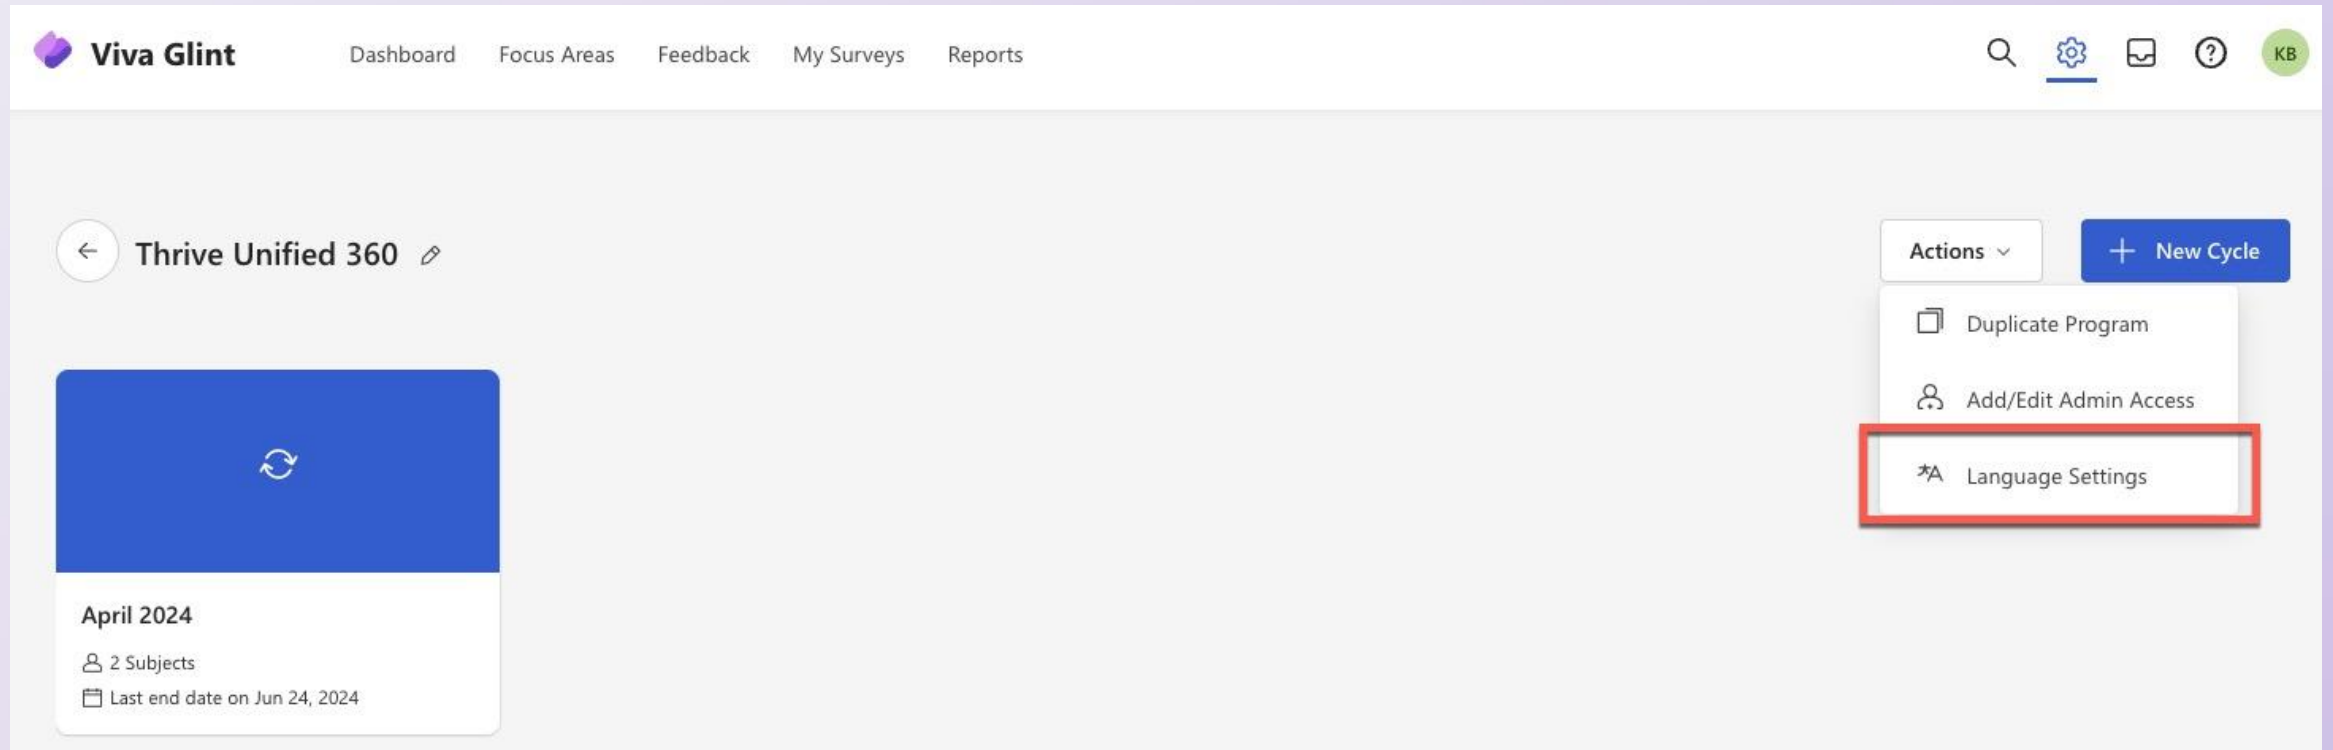 Viva Glint Dashboard Focus Areas Feedback My Surveys Reports KB
Thrive Unified 360 Actions New Cycle
Duplicate Program
Add/Edit Admin Access
Language Settings
April 2024
2 Subjects
Last end date on Jun 24, 2024